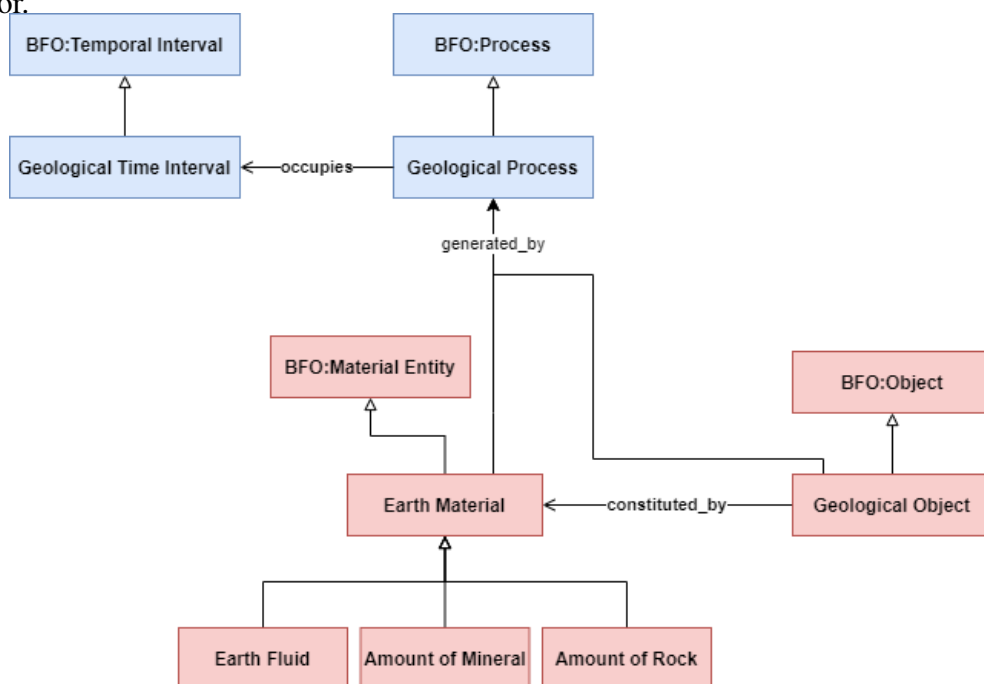 or.
BFO:Temporal Interval
BFO:Process
Geological Time Interval
occupies
Geological Process
generated_by
BFO:Material Entity
BFO:Object
Earth Material
constituted_by
Geological Object
Earth Fluid
Amount of Mineral
Amount of Rock